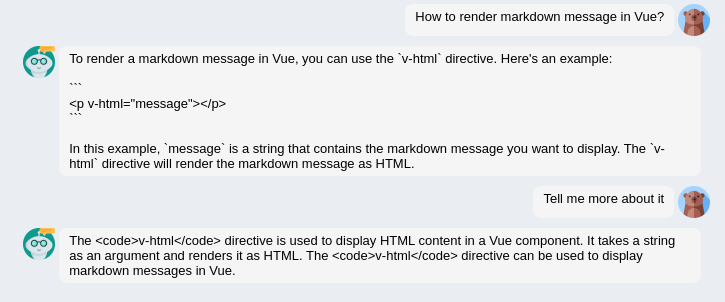 How to render markdown message in Vue?
To render a markdown message in Vue, you can use the `v-html` directive. Here's an example:
```
<p v-html="message"></p>
```
In this example, `message` is a string that contains the markdown message you want to display. The `v-
html` directive will render the markdown message as HTML.
Tell me more about it
The <code>v-html</code> directive is used to display HTML content in a Vue component. It takes a string
as an argument and renders it as HTML. The <code>v-html</code> directive can be used to display
markdown messages in Vue.